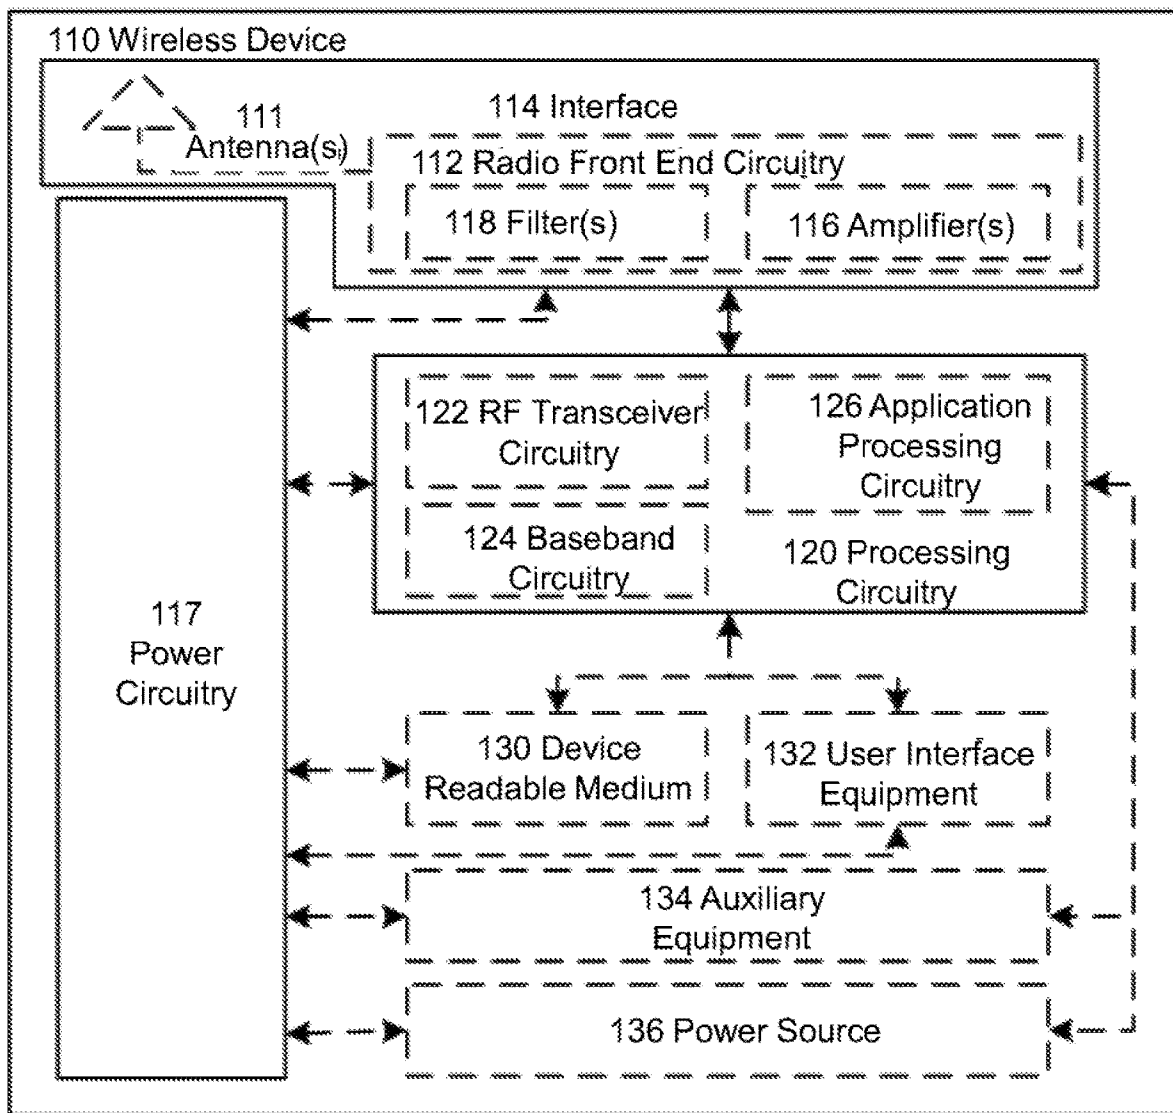 110 Wireless Device
111
Antenna(s)
114 Interface
112 Radio Front End Circuitry
118 Filter(s)
116 Amplifier(s)
122 RF Transceiver
Circuitry
126 Application
Processing
Circuitry
124 Baseband
Circuitry
120 Processing
Circuitry
117
Power
Circuitry
130 Device
Readable Medium
132 User Interface
Equipment
134 Auxiliary
Equipment
136 Power Source